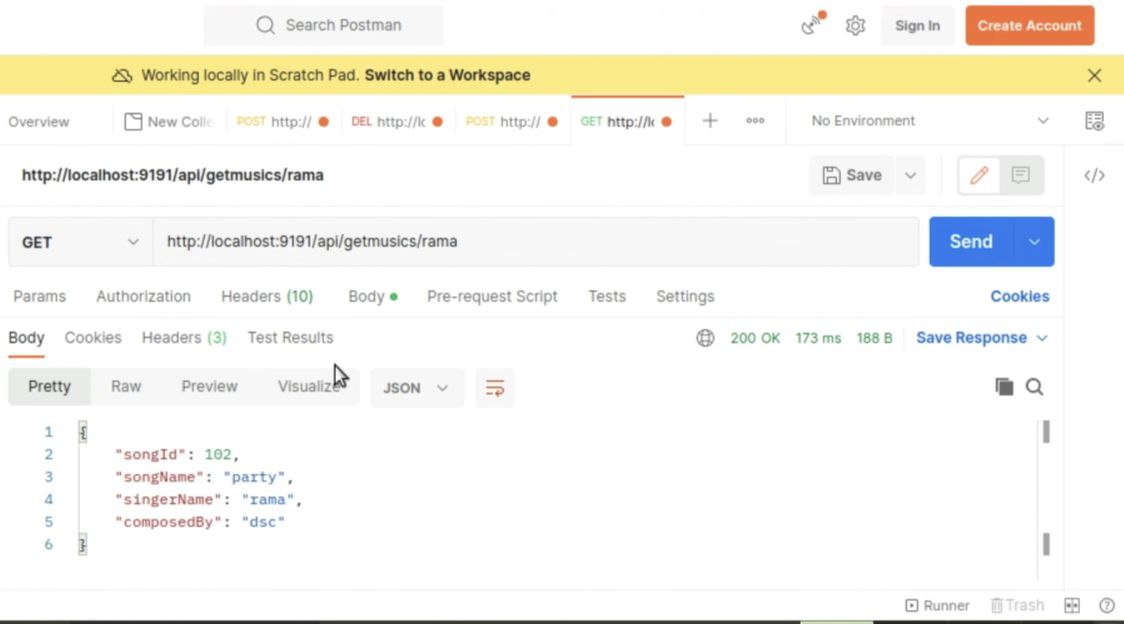 Search Postman
Sign In
Create Account
Working locally in Scratch Pad. Switch to a Workspace
Overview
New Colle
POST http://
DEL http://lc
POST http://
GET http://lc
No Environment
http://localhost:9191/api/getmusics/rama
Save
</>
GET
http://localhost:9191/api/getmusics/rama
Send
Params Authorization Headers (10) Body Pre-request Script Tests Settings Cookies
Body Cookies Headers (3) Test Results 200 OK 173 ms 188 B Save Response
Pretty Raw Preview Visualize JSON
1 {
2 "songId": 102,
3 "songName": "party",
4 "singerName": "rama",
5 "composedBy": "dsc"
6 }
Runner Trash